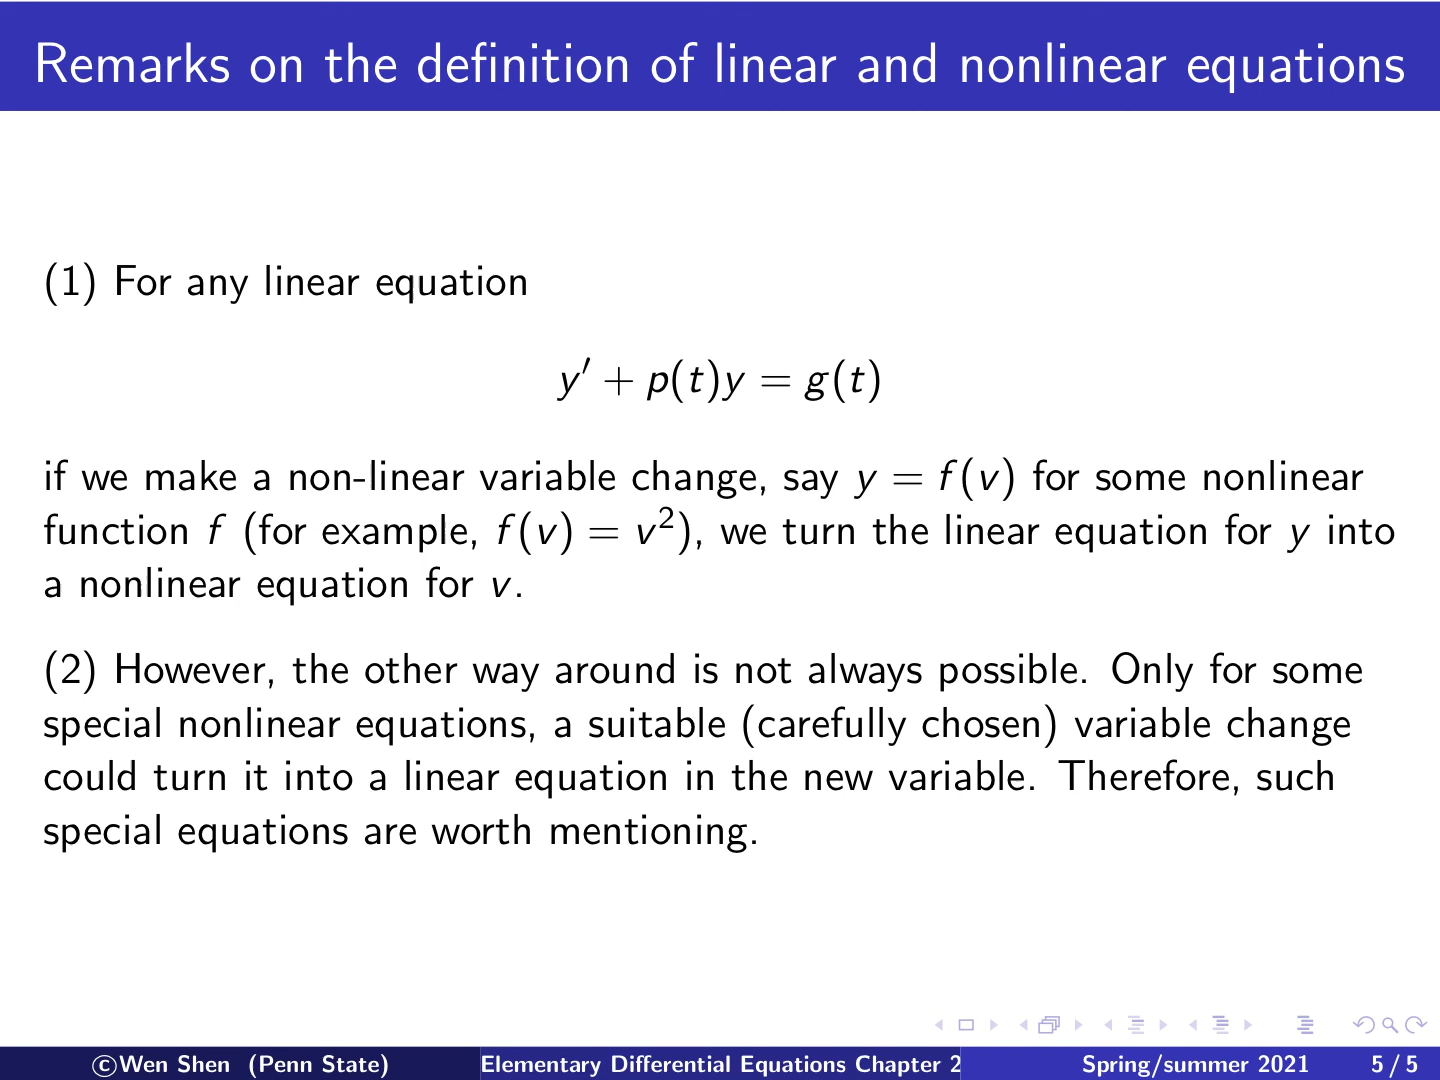 Remarks on the definition of linear and nonlinear equations
(1) For any linear equation
y′ + p(t)y = g(t)
if we make a non-linear variable change, say y = f(v) for some nonlinear
function f (for example, f(v) = v²), we turn the linear equation for y into
a nonlinear equation for v.
(2) However, the other way around is not always possible. Only for some
special nonlinear equations, a suitable (carefully chosen) variable change
could turn it into a linear equation in the new variable. Therefore, such
special equations are worth mentioning.
©Wen Shen (Penn State) Elementary Differential Equations Chapter 2 Spring/summer 2021 5 / 5